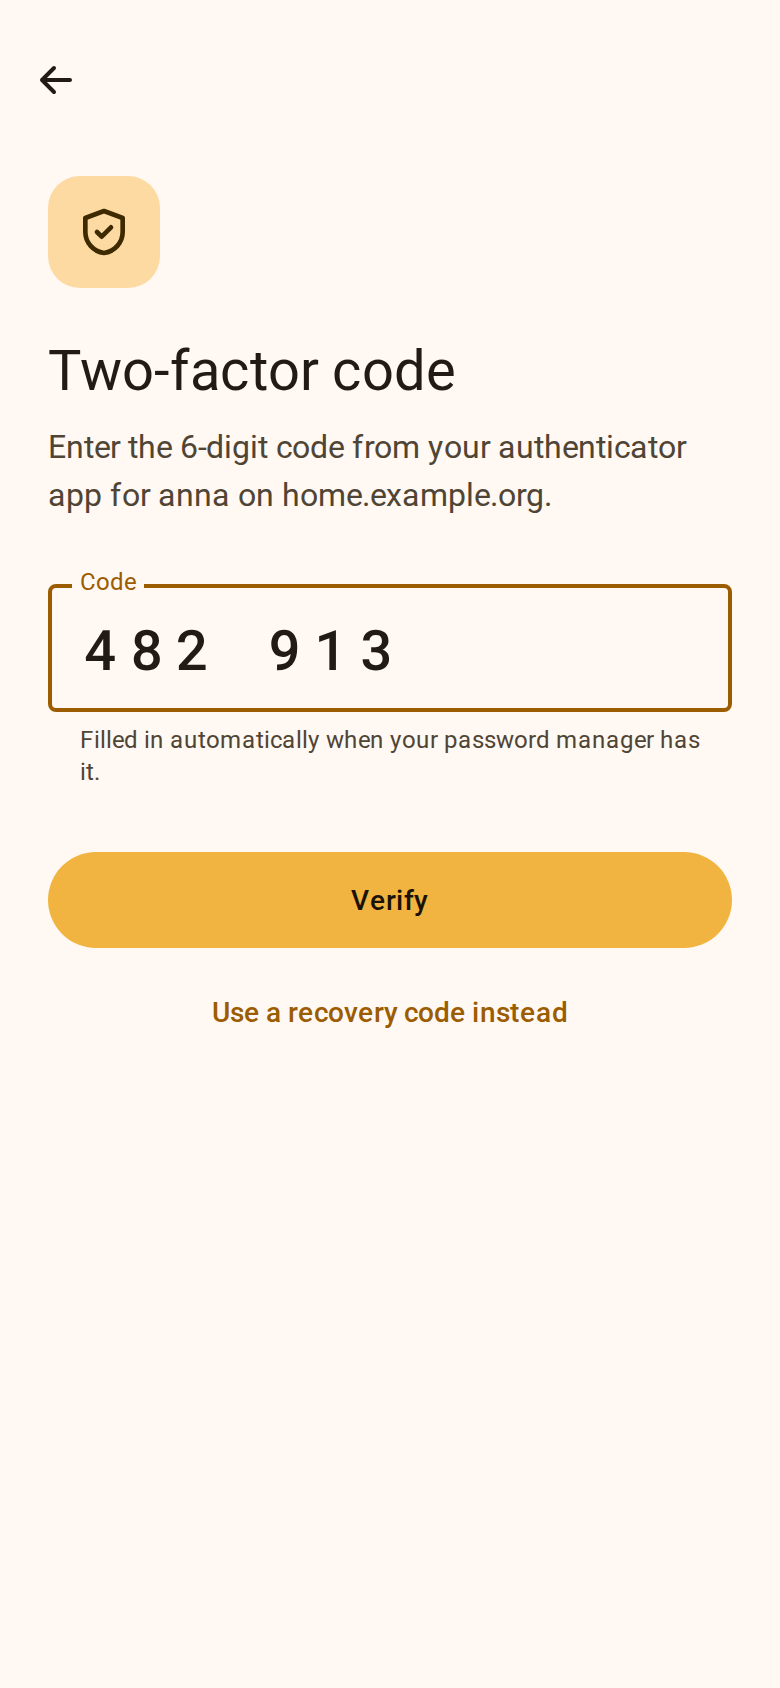 Two-factor code
Enter the 6-digit code from your authenticator
app for anna on home.example.org.
Code
482 913
Filled in automatically when your password manager has
it.
Verify
Use a recovery code instead